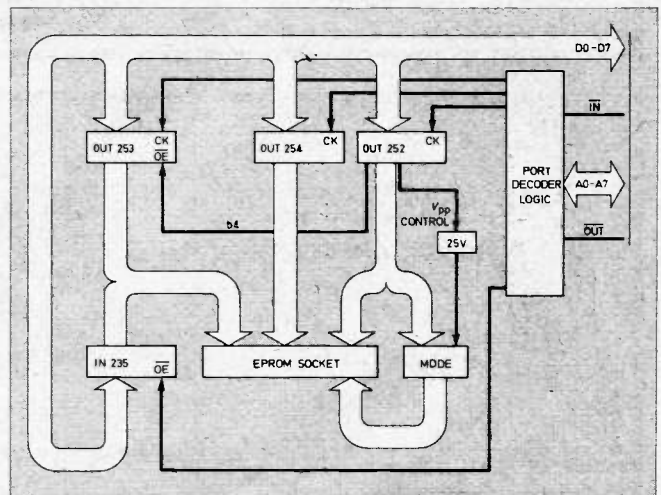 D0-D7
CK
OUT 253
OE
OUT 254
CK
OUT 252
CK
IN
PORT
DECODER
LOGIC
A0-A7
OUT
b4
Vpp
CONTROL
25V
IN 235
OE
EPROM SOCKET
MODE